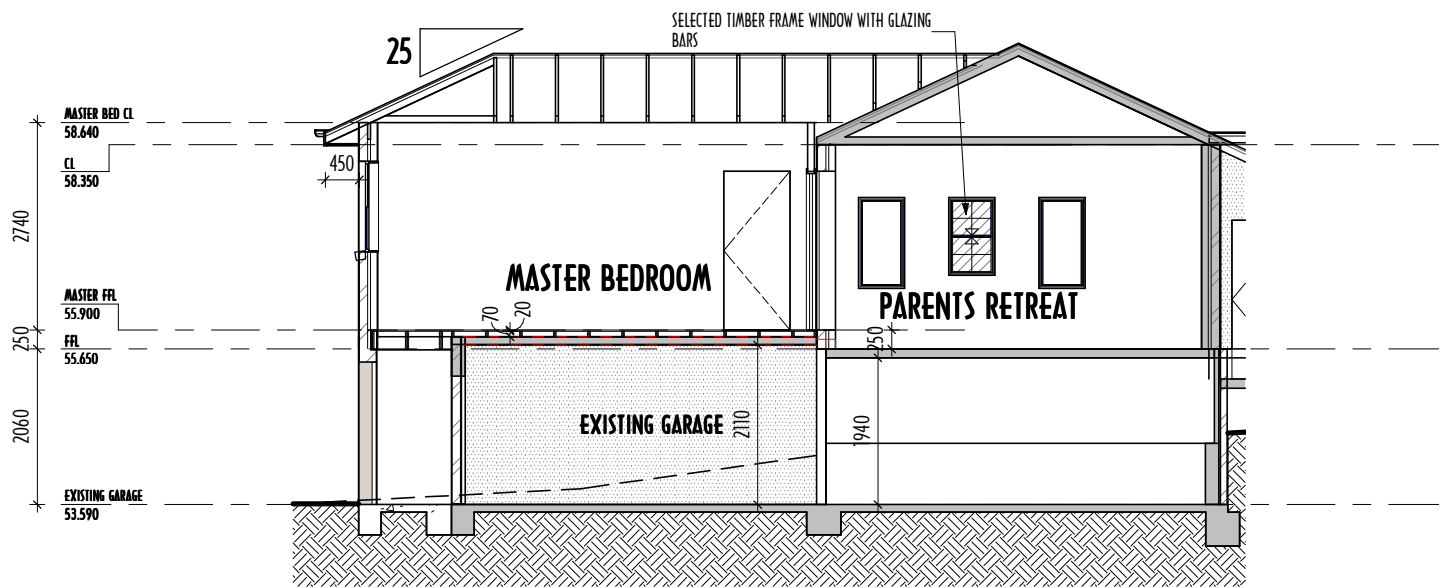 SELECTED TIMBER FRAME WINDOW WITH GLAZING
BARS
25
MASTER BED CL
58.640
CL
58.350
450
2740
MASTER BEDROOM
PARENTS RETREAT
MASTER FFL
55.900
70
20
250
FFL
55.650
250
2060
EXISTING GARAGE
2110
1940
EXISTING GARAGE
53.590